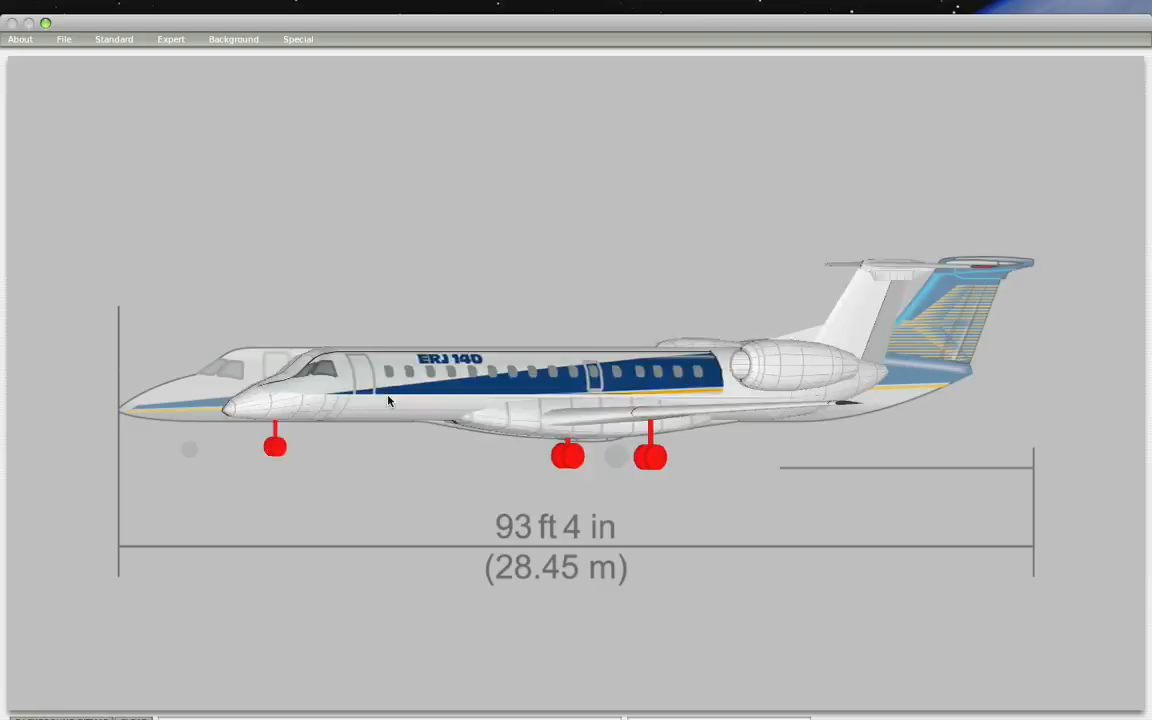 About File Standard Expert Background Special
ERJ 140
93 ft 4 in
(28.45 m)